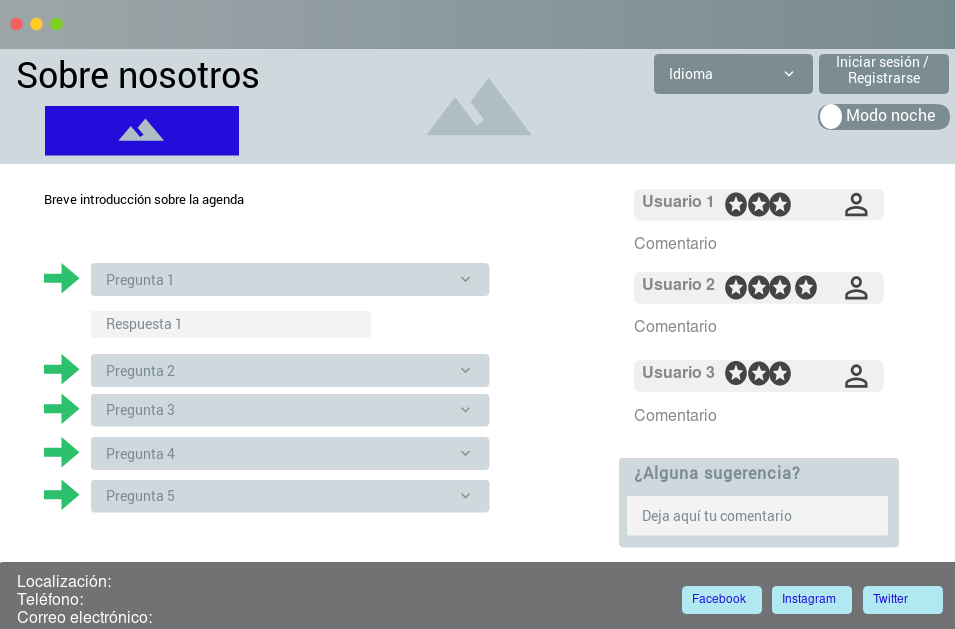 Sobre nosotros
Idioma
Iniciar sesión /
Registrarse
Modo noche
Breve introducción sobre la agenda
Pregunta 1
Respuesta 1
Pregunta 2
Pregunta 3
Pregunta 4
Pregunta 5
Usuario 1
Comentario
Usuario 2
Comentario
Usuario 3
Comentario
¿Alguna sugerencia?
Deja aquí tu comentario
Localización:
Teléfono:
Correo electrónico:
Facebook
Instagram
Twitter